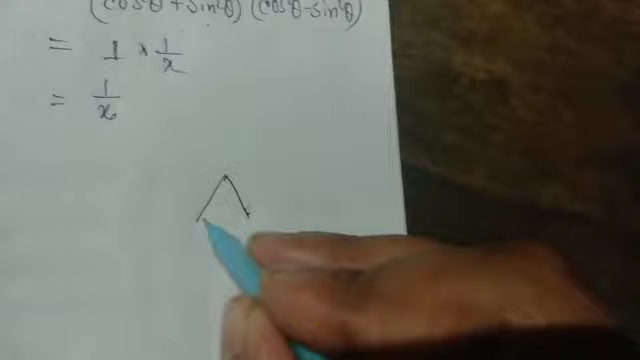 (cos²θ + sin²θ) (cos²θ - sin²θ)
= 1 × 1/x
= 1/x